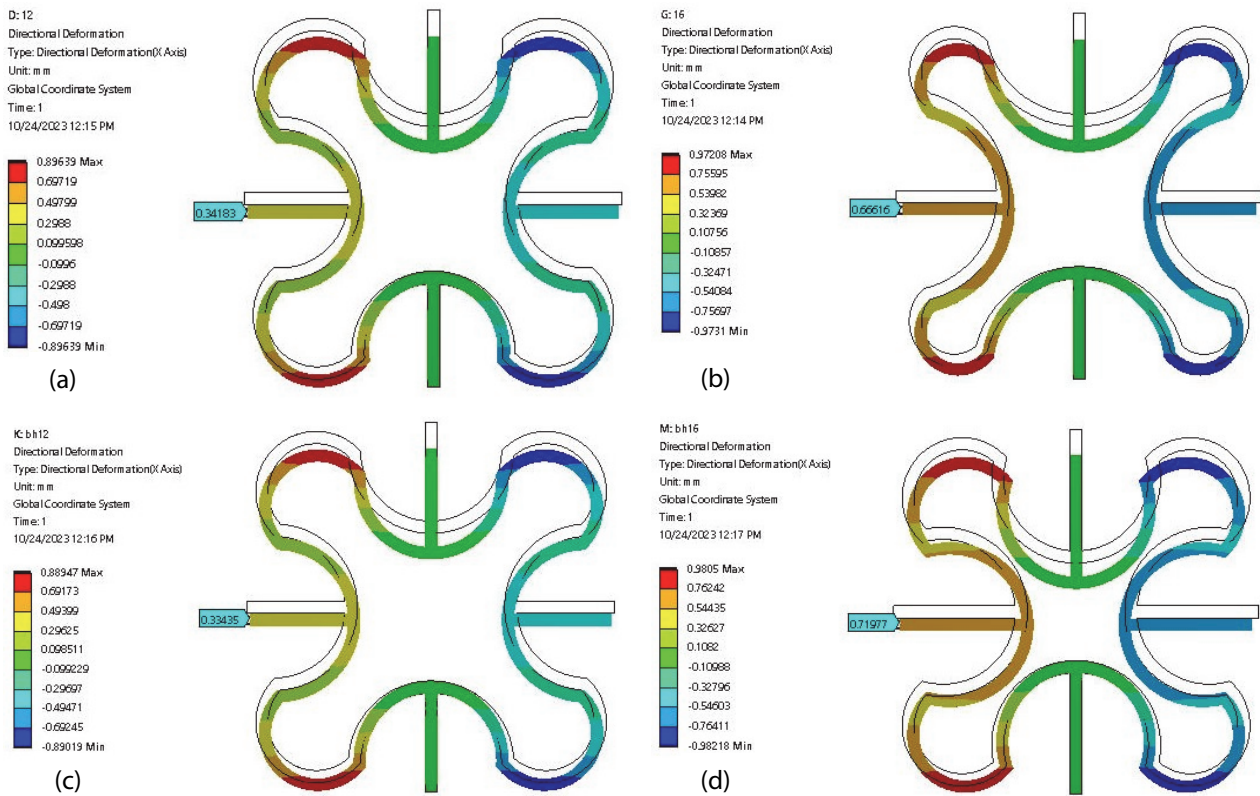 D: 12
Directional Deformation
Type: Directional Deformation(X Axis)
Unit: mm
Global Coordinate System
Time: 1
10/24/2023 12:15 PM
0.89639 Max
0.69719
0.49799
0.2988
0.099598
-0.0996
-0.2988
-0.498
-0.69719
-0.89639 Min
0.34183
(a)
G: 16
Directional Deformation
Type: Directional Deformation(X Axis)
Unit: mm
Global Coordinate System
Time: 1
10/24/2023 12:14 PM
0.97208 Max
0.75595
0.53982
0.32369
0.10756
-0.10857
-0.32471
-0.54084
-0.75697
-0.9731 Min
0.66616
(b)
K: bh12
Directional Deformation
Type: Directional Deformation(X Axis)
Unit: mm
Global Coordinate System
Time: 1
10/24/2023 12:16 PM
0.88947 Max
0.69173
0.49399
0.29625
0.098511
-0.099229
-0.29697
-0.49471
-0.69245
-0.89019 Min
0.33435
(c)
M: bh16
Directional Deformation
Type: Directional Deformation(X Axis)
Unit: mm
Global Coordinate System
Time: 1
10/24/2023 12:17 PM
0.9805 Max
0.76242
0.54435
0.32627
0.1082
-0.10988
-0.32796
-0.54603
-0.76411
-0.98218 Min
0.71977
(d)